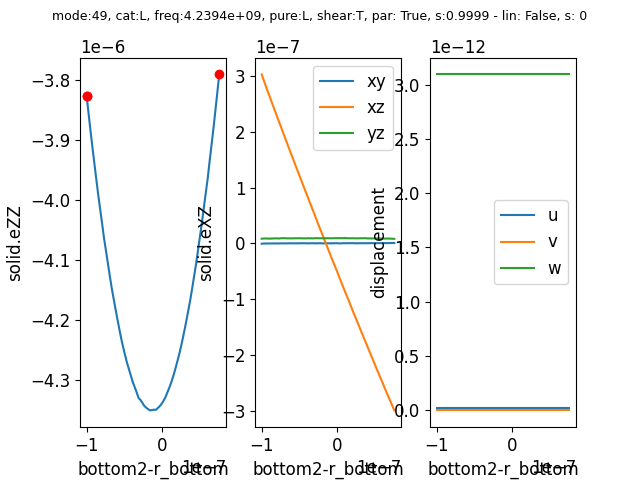 mode:49, cat:L, freq:4.2394e+09, pure:L, shear:T, par: True, s:0.9999 - lin: False, s: 0
1e−6
−3.8
−3.9
−4.0
−4.1
−4.2
−4.3
solid.eZZ
−1
0
1e−7
bottom2-r_bottom
1e−7
3
2
1
0
−1
−2
−3
solid.eXZ
xy
xz
yz
−1
0
1e−7
bottom2-r_bottom
1e−12
3.0
2.5
2.0
1.5
1.0
0.5
0.0
displacement
u
v
w
−1
0
1e−7
bottom2-r_bottom